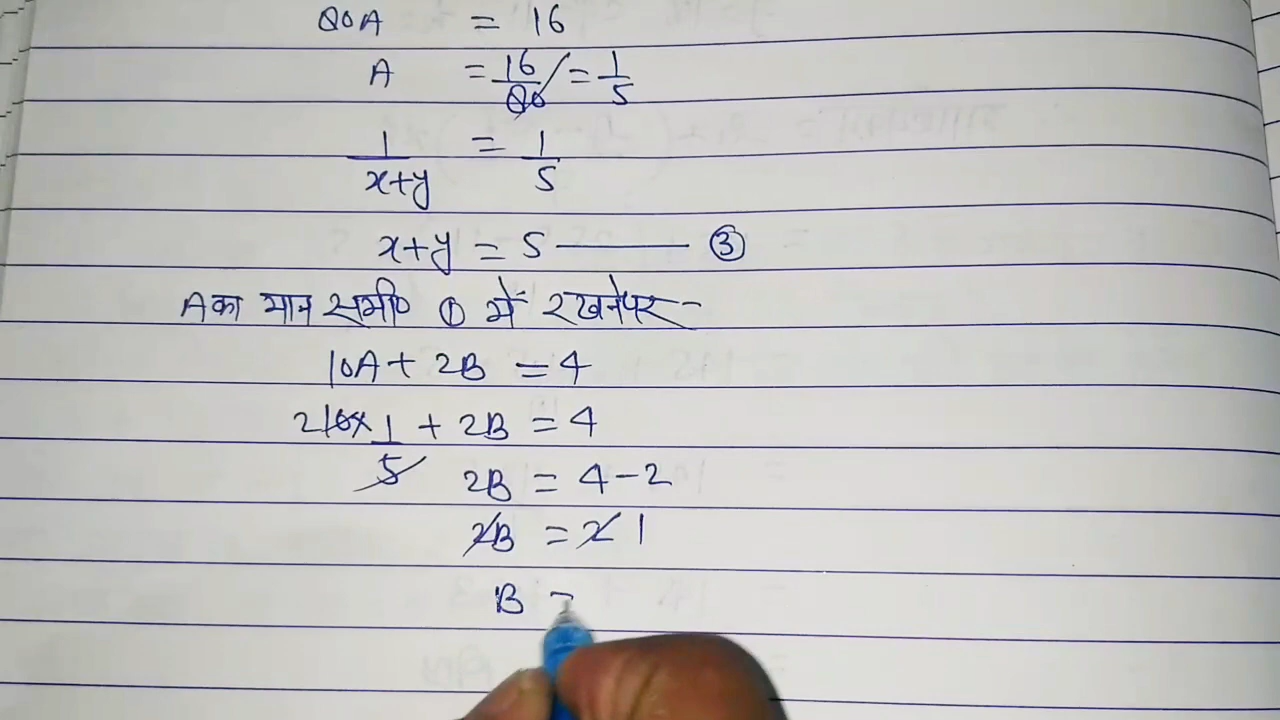 80A = 16
A = 16/80 = 1/5
1/x+y = 1/5
x+y = 5 ——— ③
A का मान समी० ① में रखनेपर -
10A + 2B = 4
2 10 x 1/5 + 2B = 4
2B = 4-2
2B = 2 1
B =